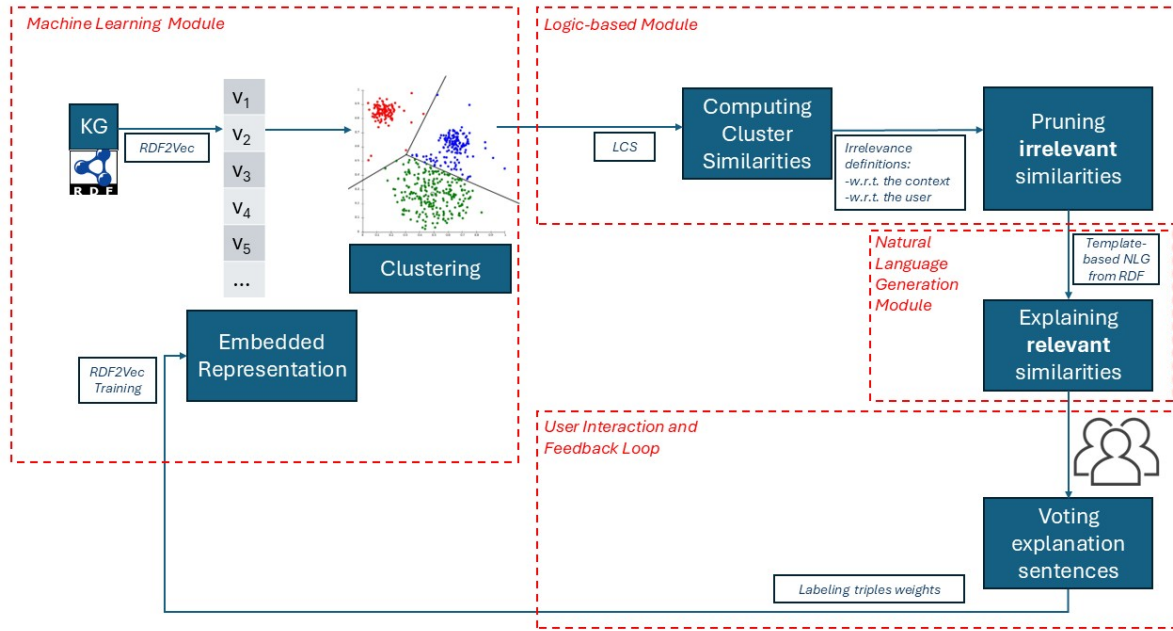 Machine Learning Module
KG
RDF
RDF2Vec
v1
v2
v3
v4
v5
...
Clustering
Embedded
Representation
RDF2Vec
Training
Logic-based Module
LCS
Computing
Cluster
Similarities
Irrelevance
definitions:
-w.r.t. the context
-w.r.t. the user
Pruning
irrelevant
similarities
Natural
Language
Generation
Module
Template-
based NLG
from RDF
Explaining
relevant
similarities
User Interaction and
Feedback Loop
Voting
explanation
sentences
Labeling triples weights